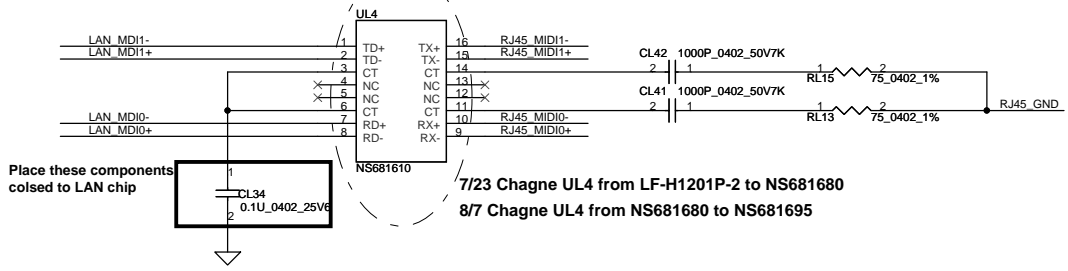 UL4
LAN_MDI1- 1 TD+ TX+ 16 RJ45_MIDI1-
LAN_MDI1+ 2 TD- TX- 15 RJ45_MIDI1+
3 CT CT 14
4 NC NC 13
5 NC NC 12
6 CT CT 11
LAN_MDI0- 7 RD+ RX+ 10 RJ45_MIDI0-
LAN_MDI0+ 8 RD- RX- 9 RJ45_MIDI0+
NS681610
CL42 1000P_0402_50V7K
2 1
1 2
RL15 75_0402_1%
CL41 1000P_0402_50V7K
2 1
1 2
RL13 75_0402_1%
RJ45_GND
Place these components
colsed to LAN chip
1
CL34
0.1U_0402_25V6
2
7/23 Chagne UL4 from LF-H1201P-2 to NS681680
8/7 Chagne UL4 from NS681680 to NS681695